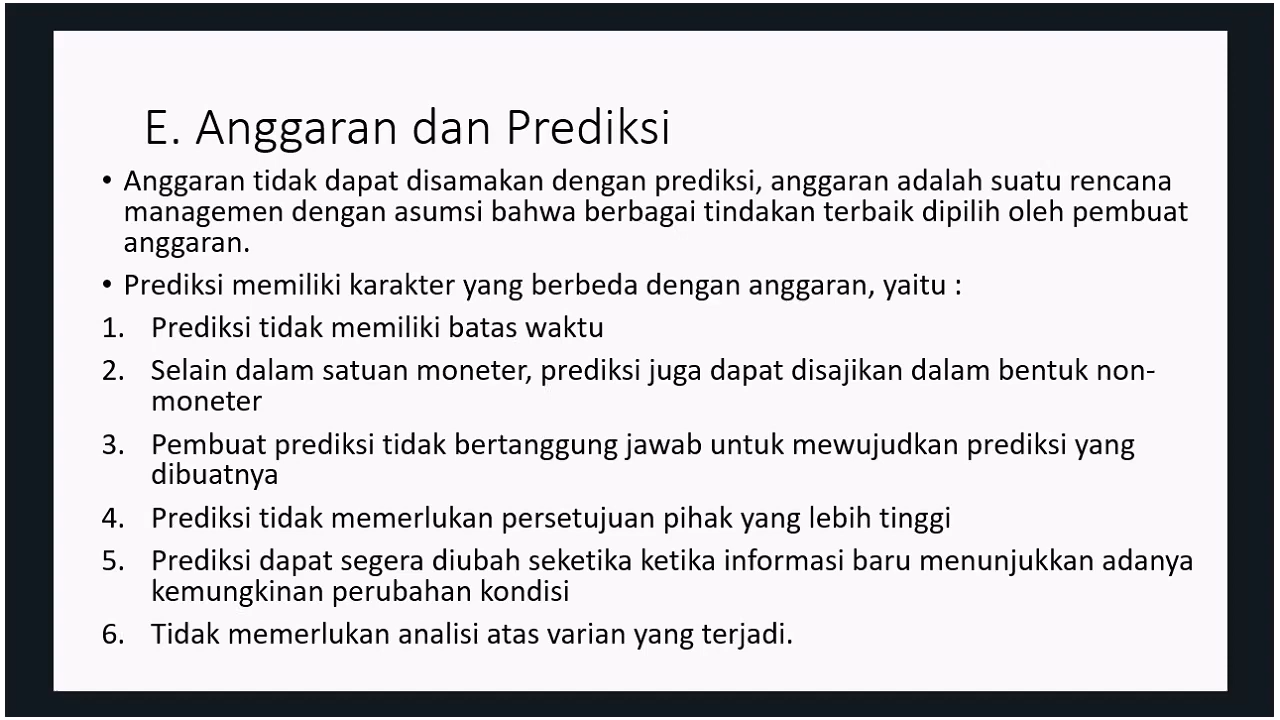 E. Anggaran dan Prediksi
• Anggaran tidak dapat disamakan dengan prediksi, anggaran adalah suatu rencana
managemen dengan asumsi bahwa berbagai tindakan terbaik dipilih oleh pembuat
anggaran.
• Prediksi memiliki karakter yang berbeda dengan anggaran, yaitu :
1. Prediksi tidak memiliki batas waktu
2. Selain dalam satuan moneter, prediksi juga dapat disajikan dalam bentuk non-
moneter
3. Pembuat prediksi tidak bertanggung jawab untuk mewujudkan prediksi yang
dibuatnya
4. Prediksi tidak memerlukan persetujuan pihak yang lebih tinggi
5. Prediksi dapat segera diubah seketika ketika informasi baru menunjukkan adanya
kemungkinan perubahan kondisi
6. Tidak memerlukan analisi atas varian yang terjadi.